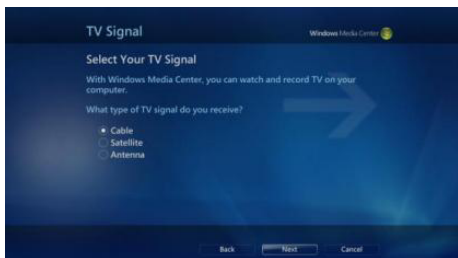 TV Signal
Windows Media Center
Select Your TV Signal
With Windows Media Center, you can watch and record TV on your
computer.
What type of TV signal do you receive?
Cable
Satellite
Antenna
Back
Next
Cancel